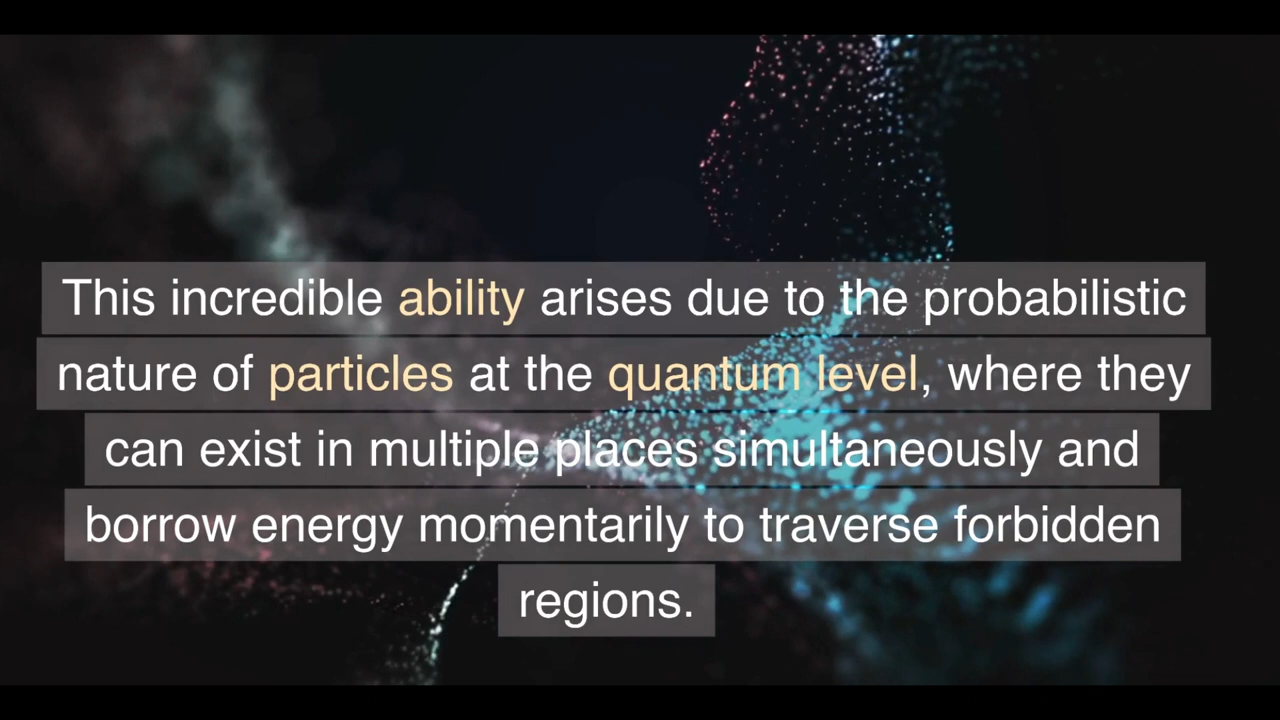 This incredible ability arises due to the probabilistic
nature of particles at the quantum level, where they
can exist in multiple places simultaneously and
borrow energy momentarily to traverse forbidden
regions.